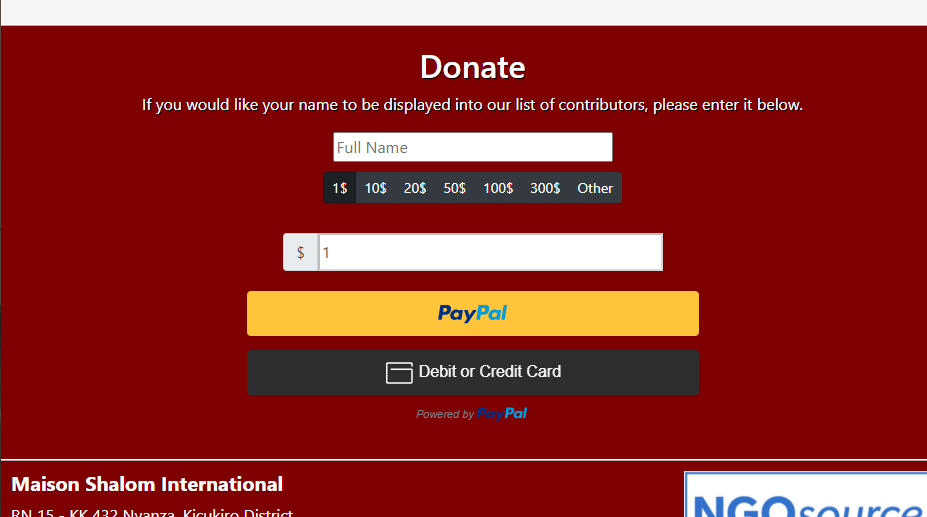 Donate
If you would like your name to be displayed into our list of contributors, please enter it below.
Full Name
1$ 10$ 20$ 50$ 100$ 300$ Other
$ 1
PayPal
Debit or Credit Card
Powered by PayPal
Maison Shalom International
RN 15 - KK 432 Nyanza, Kicukiro District
NGOsource